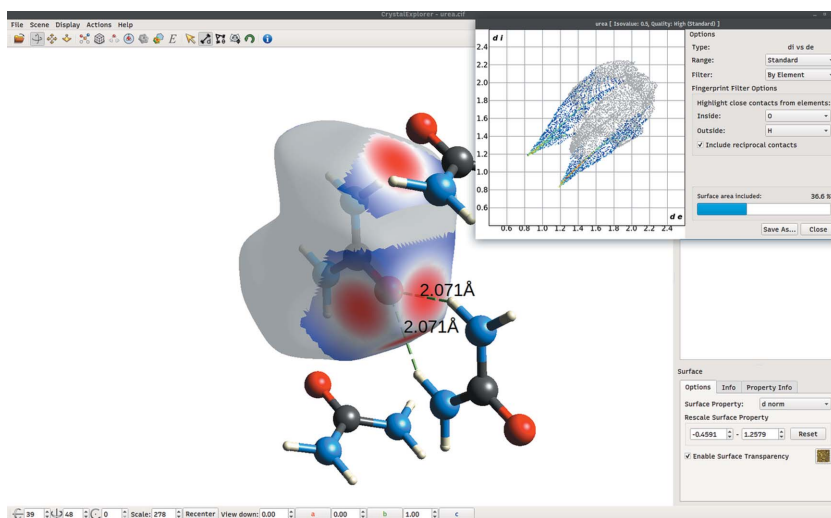 CrystalExplorer - urea.cif
File Scene Display Actions Help
E
urea [ Isovalue: 0.5, Quality: High (Standard) ]
d i
2.4
2.2
2.0
1.8
1.6
1.4
1.2
1.0
0.8
0.6
d e
0.6 0.8 1.0 1.2 1.4 1.6 1.8 2.0 2.2 2.4
Options
Type: di vs de
Range: Standard
Filter: By Element
Fingerprint Filter Options
Highlight close contacts from elements:
Inside: O
Outside: H
Include reciprocal contacts
Surface area included: 36.6 %
Save As... Close
2.071Å
2.071Å
Surface
Options Info Property Info
Surface Property: d norm
Rescale Surface Property
-0.4591 - 1.2579 Reset
Enable Surface Transparency
39 48 0 Scale: 278 Recenter View down: 0.00 a 0.00 b 1.00 c